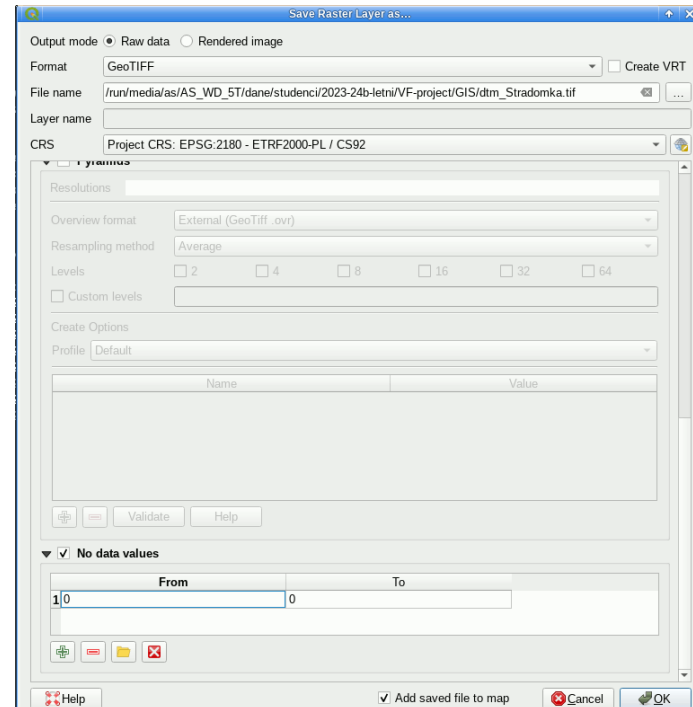 Save Raster Layer as…
Output mode Raw data Rendered image
Format GeoTIFF Create VRT
File name /run/media/as/AS_WD_5T/dane/studenci/2023-24b-letni/VF-project/GIS/dtm_Stradomka.tif ...
Layer name
CRS Project CRS: EPSG:2180 - ETRF2000-PL / CS92
Pyramids
Resolutions
Overview format External (GeoTiff .ovr)
Resampling method Average
Levels 2 4 8 16 32 64
Custom levels
Create Options
Profile Default
Name Value
Validate Help
No data values
From To
1 0 0
Help Add saved file to map Cancel OK